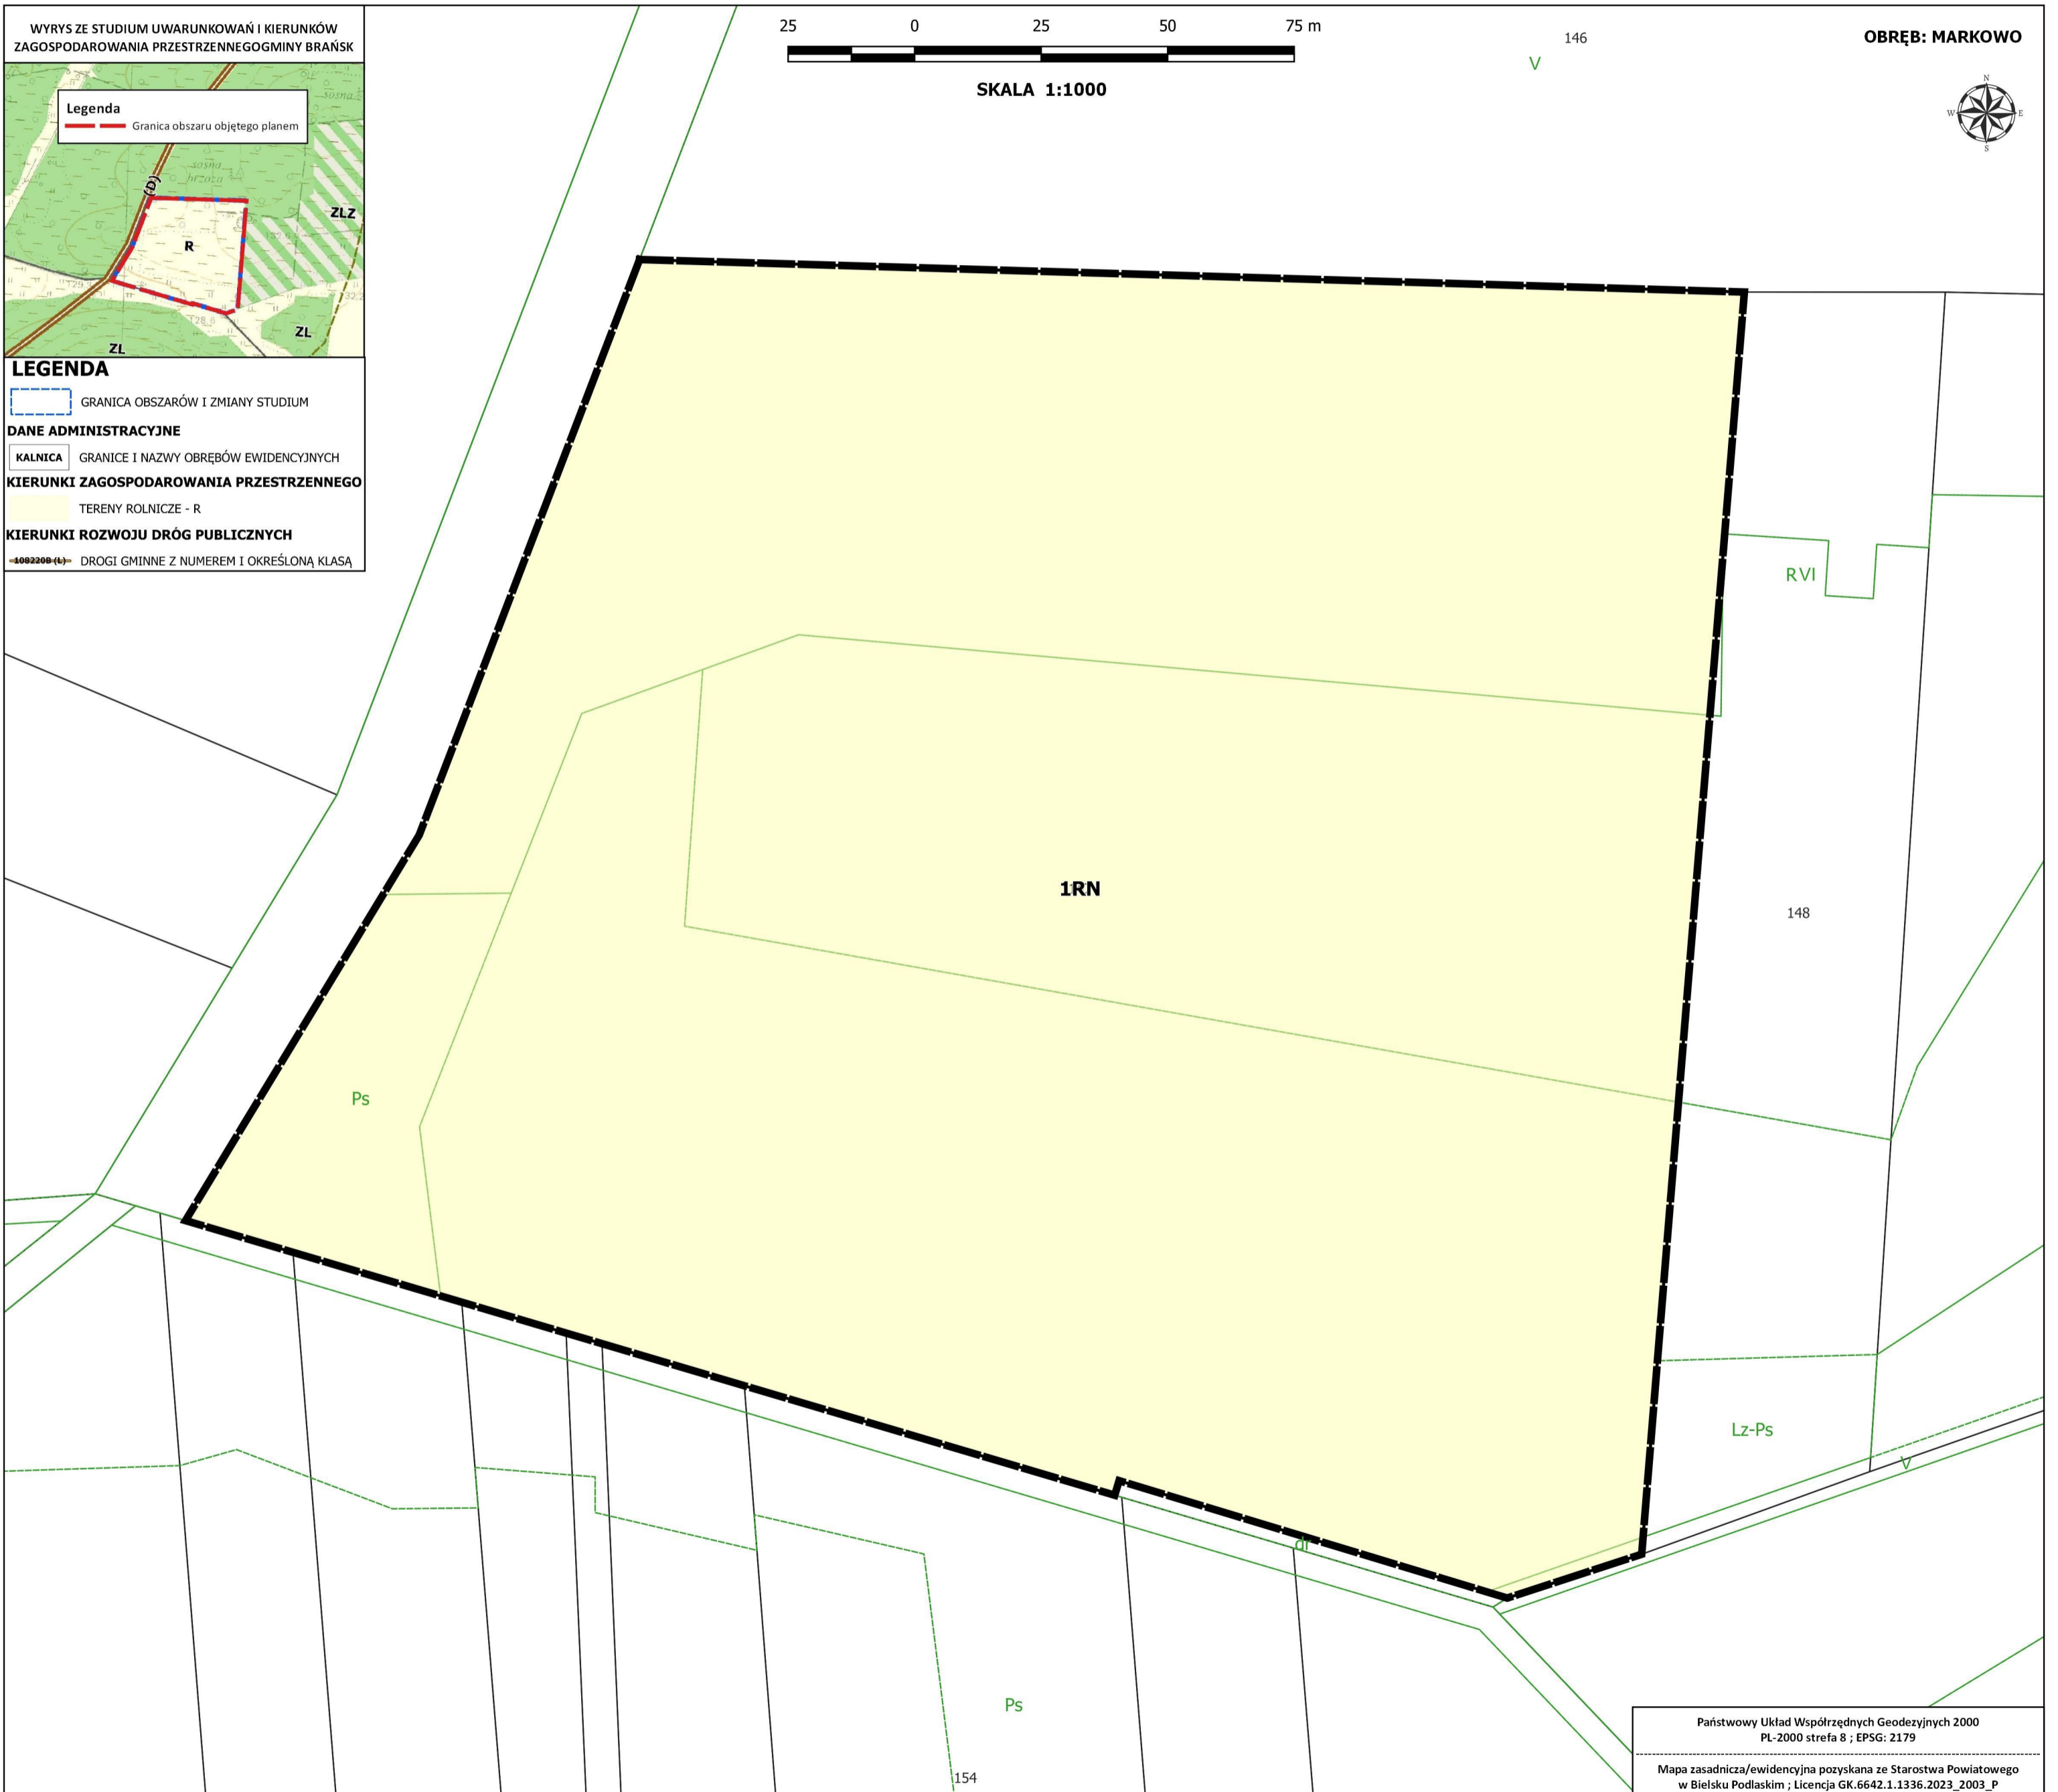 WYRYS ZE STUDIUM UWARUNKOWAŃ I KIERUNKÓW
ZAGOSPODAROWANIA PRZESTRZENNEGOGMINY BRAŃSK
Legenda
Granica obszaru objętego planem
sosna
sosna
brzoza
(D)
ZLZ
R
ZL
ZL
LEGENDA
GRANICA OBSZARÓW I ZMIANY STUDIUM
DANE ADMINISTRACYJNE
KALNICA GRANICE I NAZWY OBRĘBÓW EWIDENCYJNYCH
KIERUNKI ZAGOSPODAROWANIA PRZESTRZENNEGO
TERENY ROLNICZE - R
KIERUNKI ROZWOJU DRÓG PUBLICZNYCH
108220B (L) DROGI GMINNE Z NUMEREM I OKREŚLONĄ KLASĄ
25 0 25 50 75 m
SKALA 1:1000
146
V
OBRĘB: MARKOWO
N
W E
S
RVI
1RN
148
Ps
Lz-Ps
V
dr
Ps
154
Państwowy Układ Współrzędnych Geodezyjnych 2000
PL-2000 strefa 8 ; EPSG: 2179
Mapa zasadnicza/ewidencyjna pozyskana ze Starostwa Powiatowego
w Bielsku Podlaskim ; Licencja GK.6642.1.1336.2023_2003_P